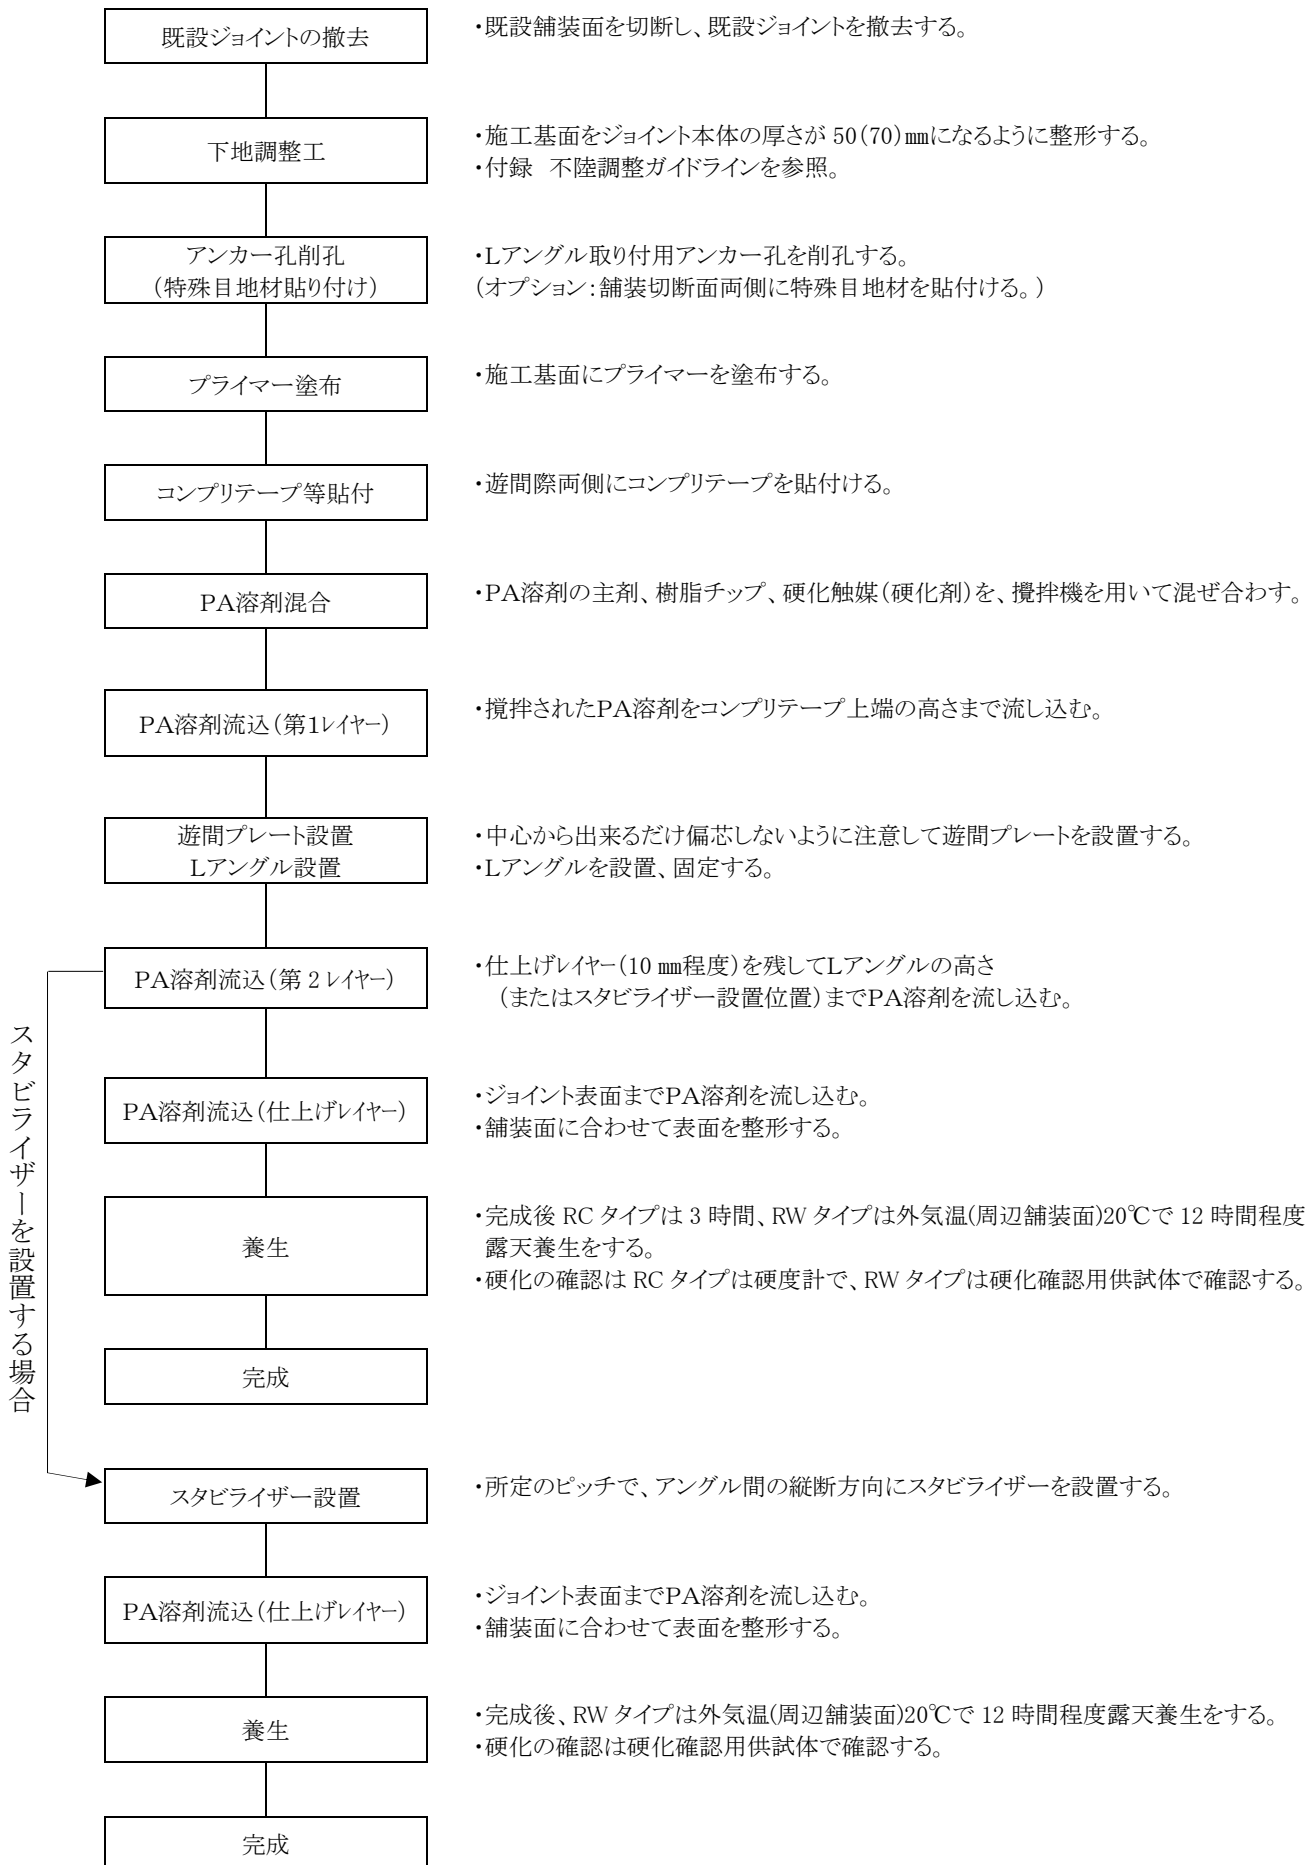 既設ジョイントの撤去
・既設舗装面を切断し、既設ジョイントを撤去する。
下地調整工
・施工基面をジョイント本体の厚さが 50(70)㎜になるように整形する。
・付録　不陸調整ガイドラインを参照。
アンカー孔削孔
(特殊目地材貼り付け)
・Lアングル取り付用アンカー孔を削孔する。
(オプション：舗装切断面両側に特殊目地材を貼付ける。)
プライマー塗布
・施工基面にプライマーを塗布する。
コンプリテープ等貼付
・遊間際両側にコンプリテープを貼付ける。
PA溶剤混合
・PA溶剤の主剤、樹脂チップ、硬化触媒(硬化剤)を、攪拌機を用いて混ぜ合わす。
PA溶剤流込(第1レイヤー)
・撹拌されたPA溶剤をコンプリテープ上端の高さまで流し込む。
遊間プレート設置
Lアングル設置
・中心から出来るだけ偏芯しないように注意して遊間プレートを設置する。
・Lアングルを設置、固定する。
PA溶剤流込(第２レイヤー)
・仕上げレイヤー(10 ㎜程度)を残してLアングルの高さ
(またはスタビライザー設置位置)までPA溶剤を流し込む。
スタビライザーを設置する場合
PA溶剤流込(仕上げレイヤー)
・ジョイント表面までPA溶剤を流し込む。
・舗装面に合わせて表面を整形する。
養生
・完成後 RC タイプは 3 時間、RW タイプは外気温(周辺舗装面)20℃で 12 時間程度
露天養生をする。
・硬化の確認は RC タイプは硬度計で、RW タイプは硬化確認用供試体で確認する。
完成
スタビライザー設置
・所定のピッチで、アングル間の縦断方向にスタビライザーを設置する。
PA溶剤流込(仕上げレイヤー)
・ジョイント表面までPA溶剤を流し込む。
・舗装面に合わせて表面を整形する。
養生
・完成後、RW タイプは外気温(周辺舗装面)20℃で 12 時間程度露天養生をする。
・硬化の確認は硬化確認用供試体で確認する。
完成